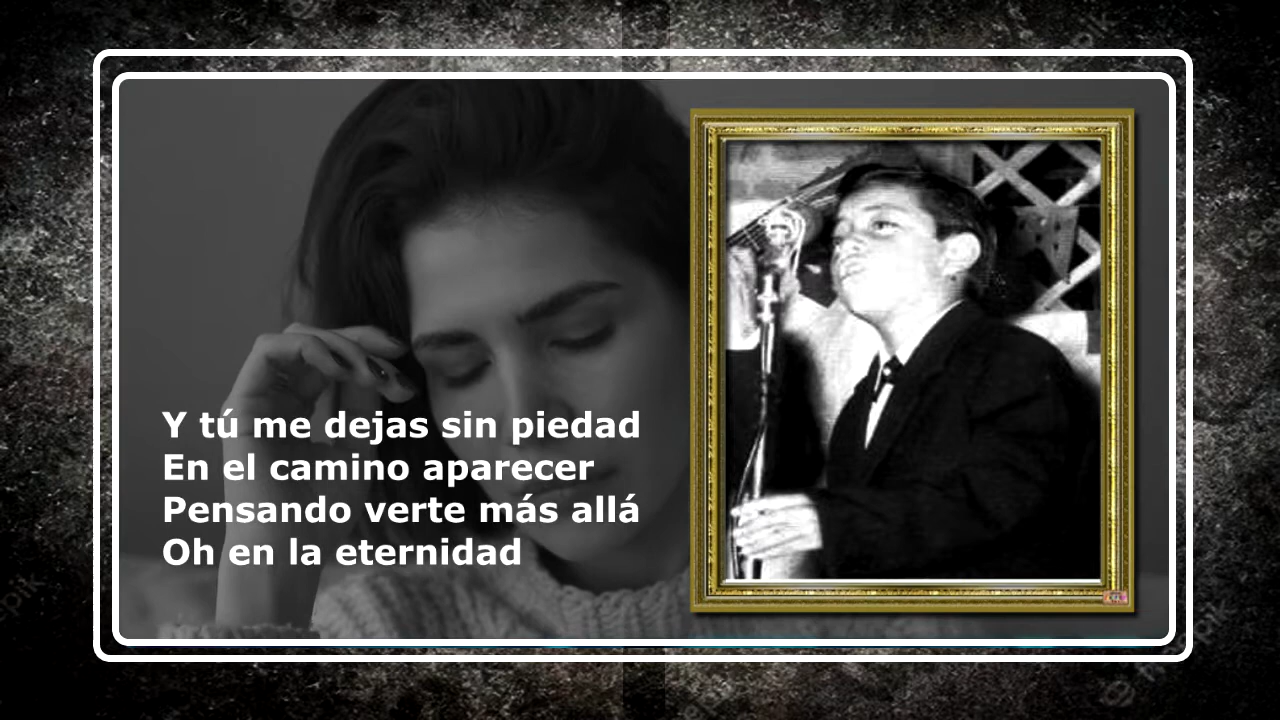 Y tú me dejas sin piedad
En el camino aparecer
Pensando verte más allá
Oh en la eternidad